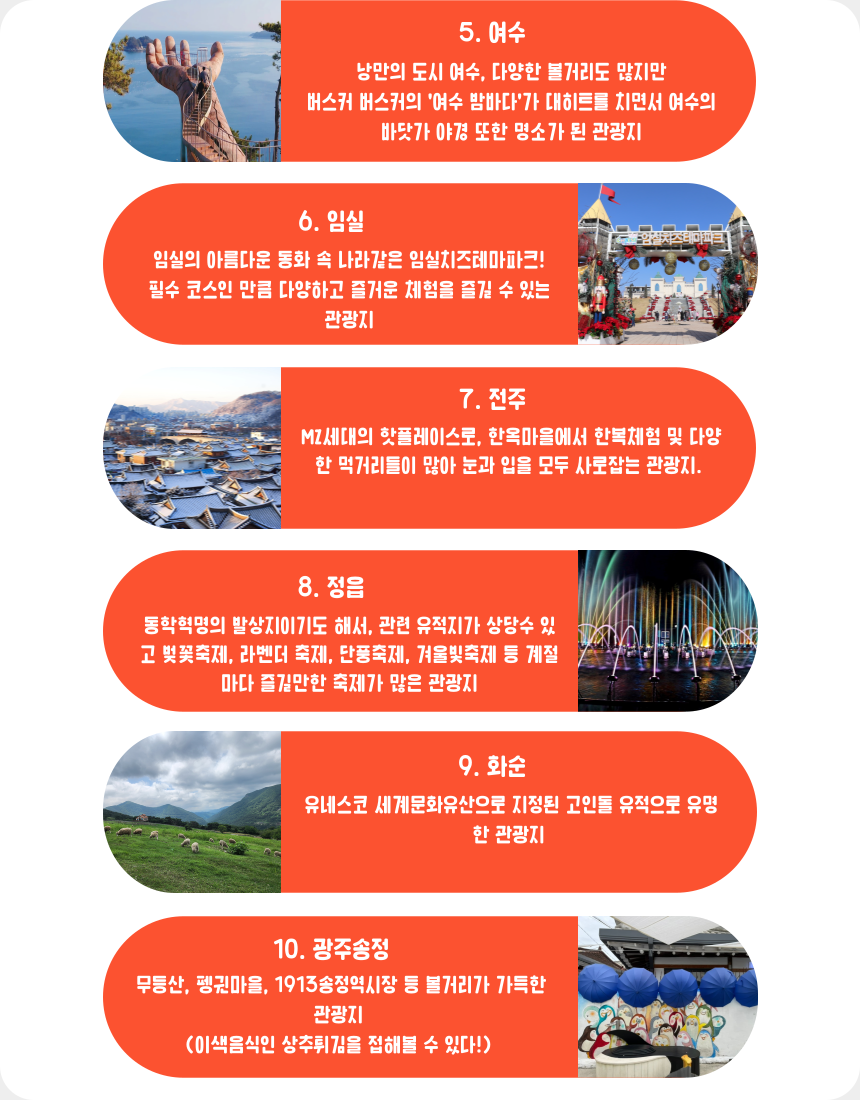 5. 여수
낭만의 도시 여수, 다양한 볼거리도 많지만
버스커 버스커의 '여수 밤바다'가 대히트를 치면서 여수의
바닷가 야경 또한 명소가 된 관광지
6. 임실
임실의 아름다운 동화 속 나라같은 임실치즈테마파크!
필수 코스인 만큼 다양하고 즐거운 체험을 즐길 수 있는
관광지
임실치즈테마파크
7. 전주
MZ세대의 핫플레이스로, 한옥마을에서 한복체험 및 다양
한 먹거리들이 많아 눈과 입을 모두 사로잡는 관광지.
8. 정읍
동학혁명의 발상지이기도 해서, 관련 유적지가 상당수 있
고 벚꽃축제, 라벤더 축제, 단풍축제, 겨울빛축제 등 계절
마다 즐길만한 축제가 많은 관광지
9. 화순
유네스코 세계문화유산으로 지정된 고인돌 유적으로 유명
한 관광지
10. 광주송정
무등산, 펭귄마을, 1913송정역시장 등 볼거리가 가득한
관광지
(이색음식인 상추튀김을 접해볼 수 있다!)